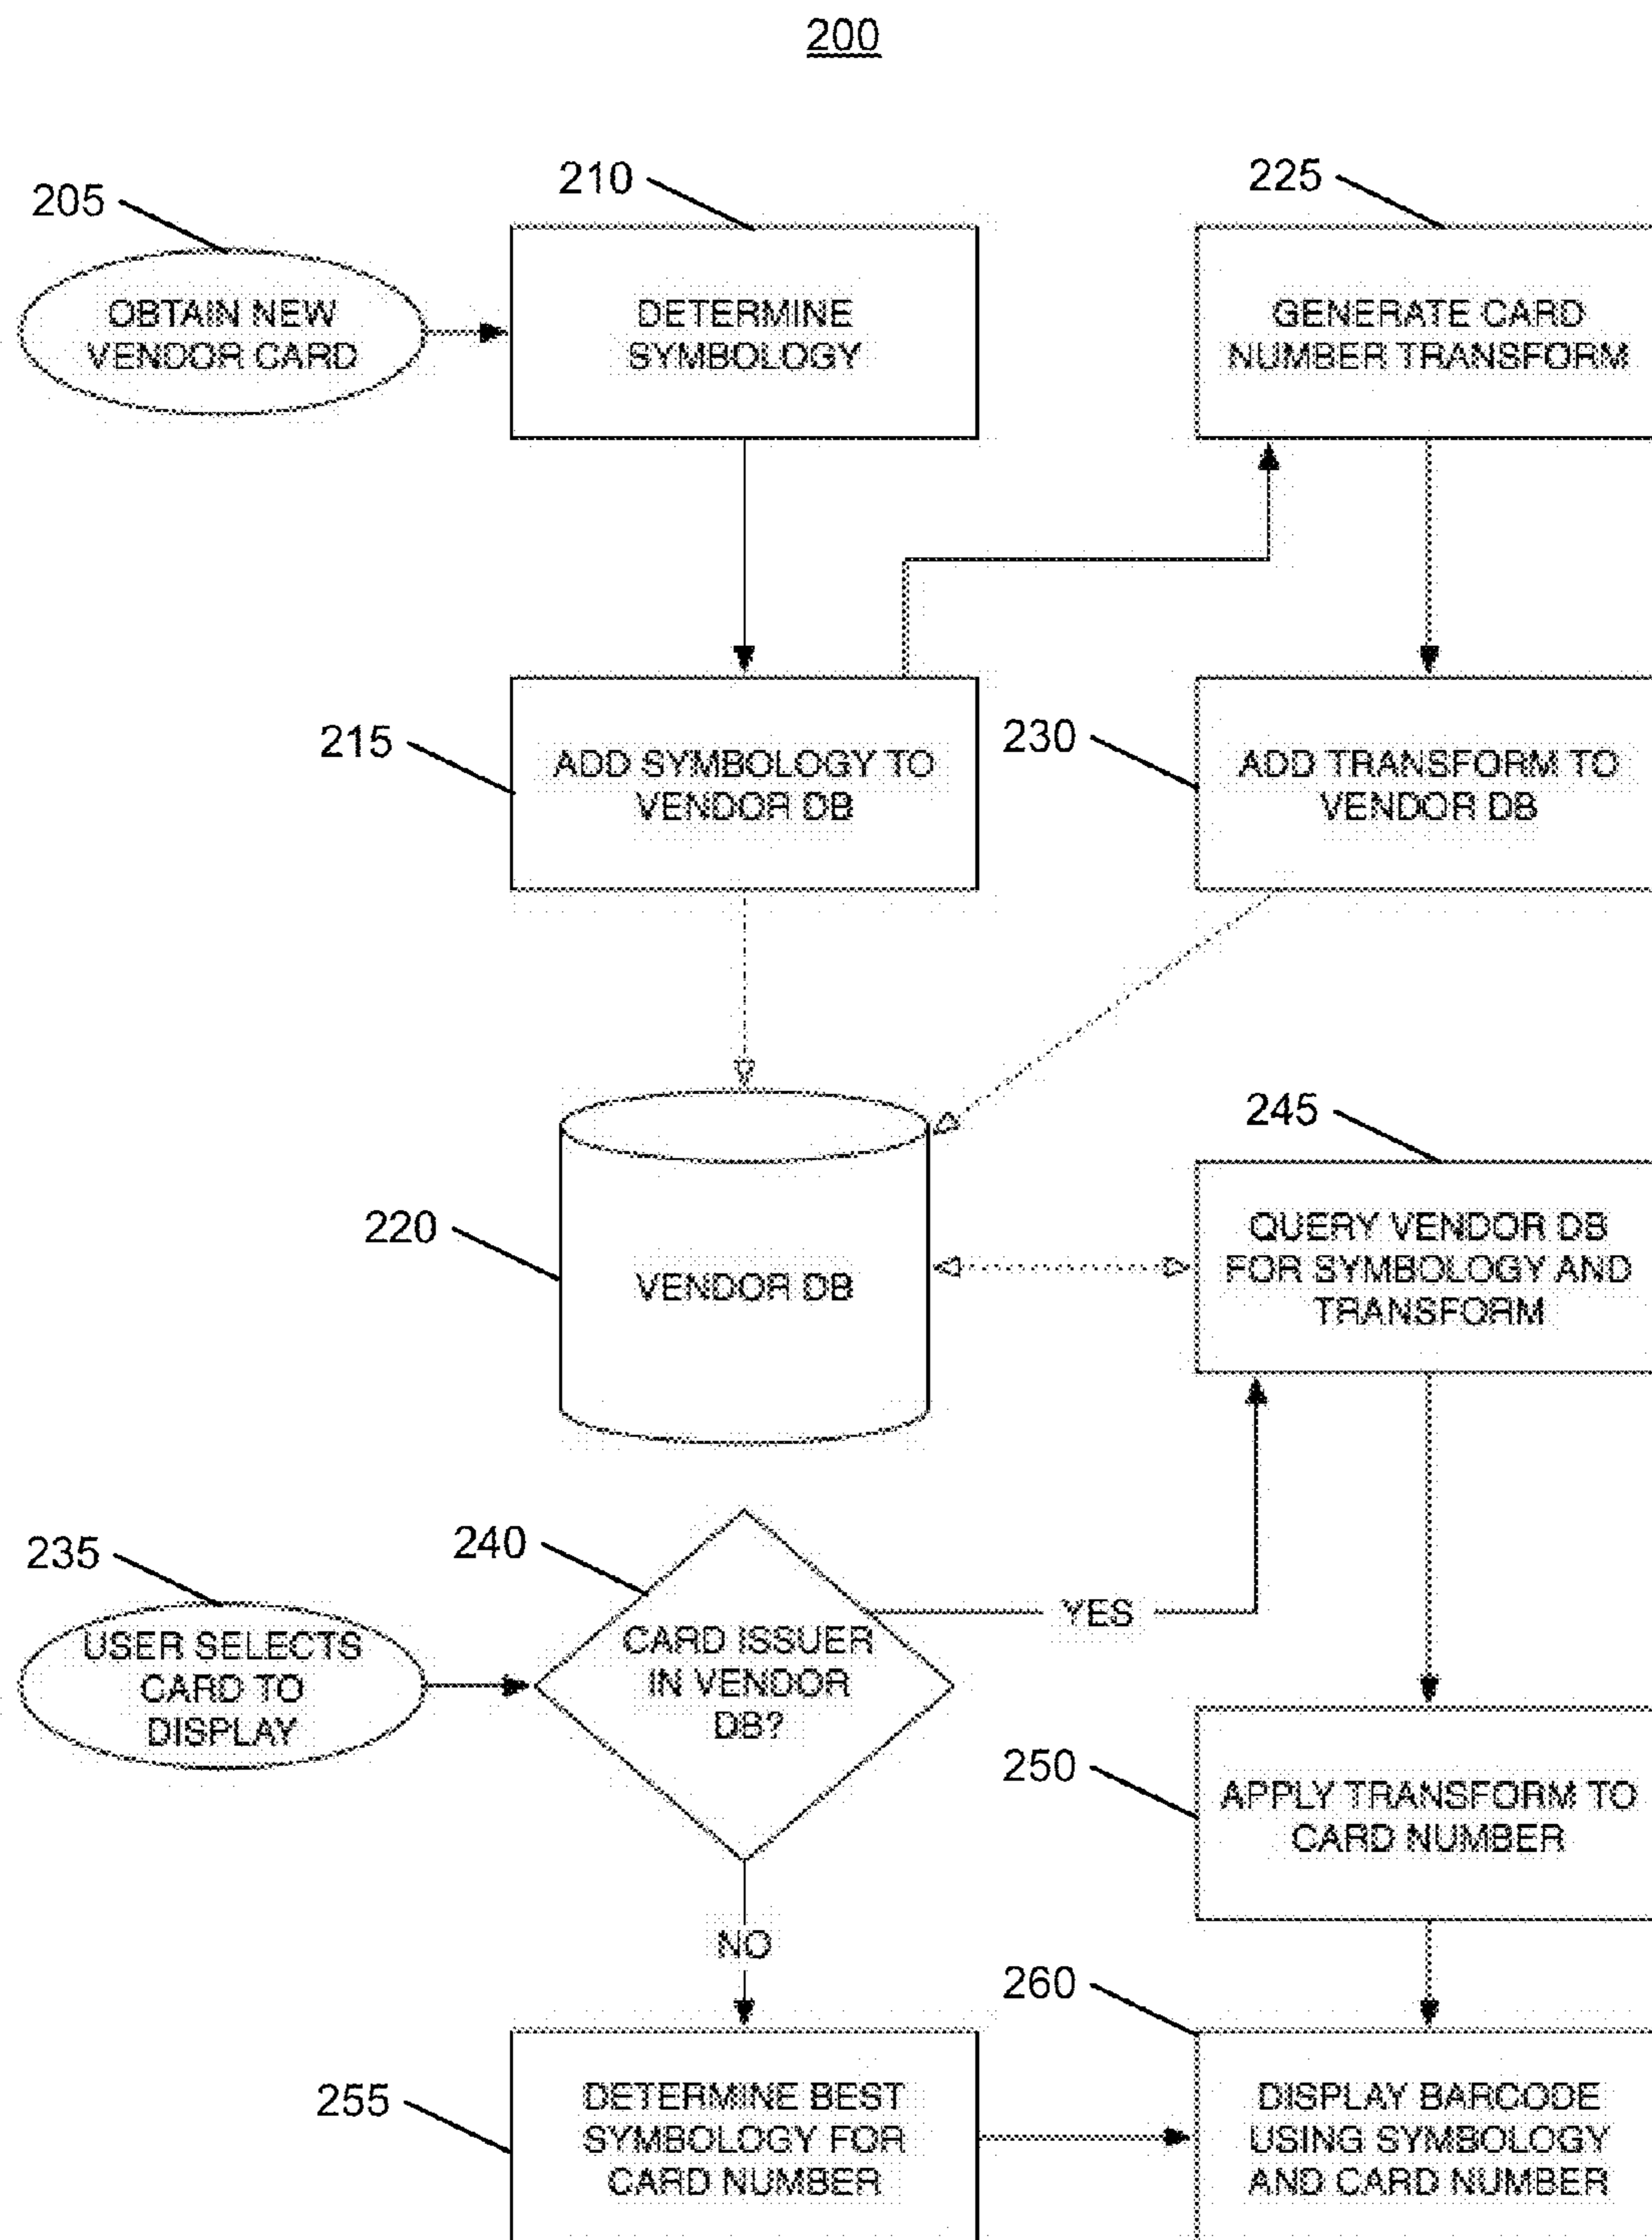 200
205
OBTAIN NEW
VENDOR CARD
210
DETERMINE
SYMBOLOGY
225
GENERATE CARD
NUMBER TRANSFORM
215
ADD SYMBOLOGY TO
VENDOR DB
230
ADD TRANSFORM TO
VENDOR DB
220
VENDOR DB
245
QUERY VENDOR DB
FOR SYMBOLOGY AND
TRANSFORM
235
USER SELECTS
CARD TO
DISPLAY
240
CARD ISSUER
IN VENDOR
DB?
YES
NO
250
APPLY TRANSFORM TO
CARD NUMBER
255
DETERMINE BEST
SYMBOLOGY FOR
CARD NUMBER
260
DISPLAY BARCODE
USING SYMBOLOGY
AND CARD NUMBER